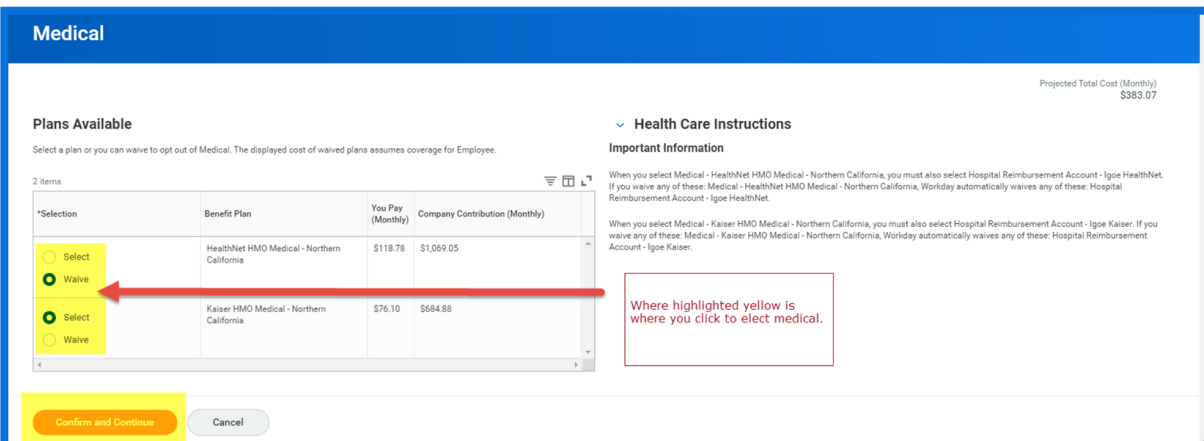 Medical
Projected Total Cost (Monthly)
$383.07
Plans Available
Select a plan or you can waive to opt out of Medical. The displayed cost of waived plans assumes coverage for Employee.
2 items
*Selection
Benefit Plan
You Pay
(Monthly)
Company Contribution (Monthly)
Select
Waive
HealthNet HMO Medical - Northern
California
$118.78
$1,069.05
Select
Waive
Kaiser HMO Medical - Northern
California
$76.10
$684.88
Health Care Instructions
Important Information
When you select Medical - HealthNet HMO Medical - Northern California, you must also select Hospital Reimbursement Account - Igoe HealthNet.
If you waive any of these: Medical - HealthNet HMO Medical - Northern California, Workday automatically waives any of these: Hospital
Reimbursement Account - Igoe HealthNet.
When you select Medical - Kaiser HMO Medical - Northern California, you must also select Hospital Reimbursement Account - Igoe Kaiser. If you
waive any of these: Medical - Kaiser HMO Medical - Northern California, Workday automatically waives any of these: Hospital Reimbursement
Account - Igoe Kaiser.
Where highlighted yellow is
where you click to elect medical.
Confirm and Continue
Cancel